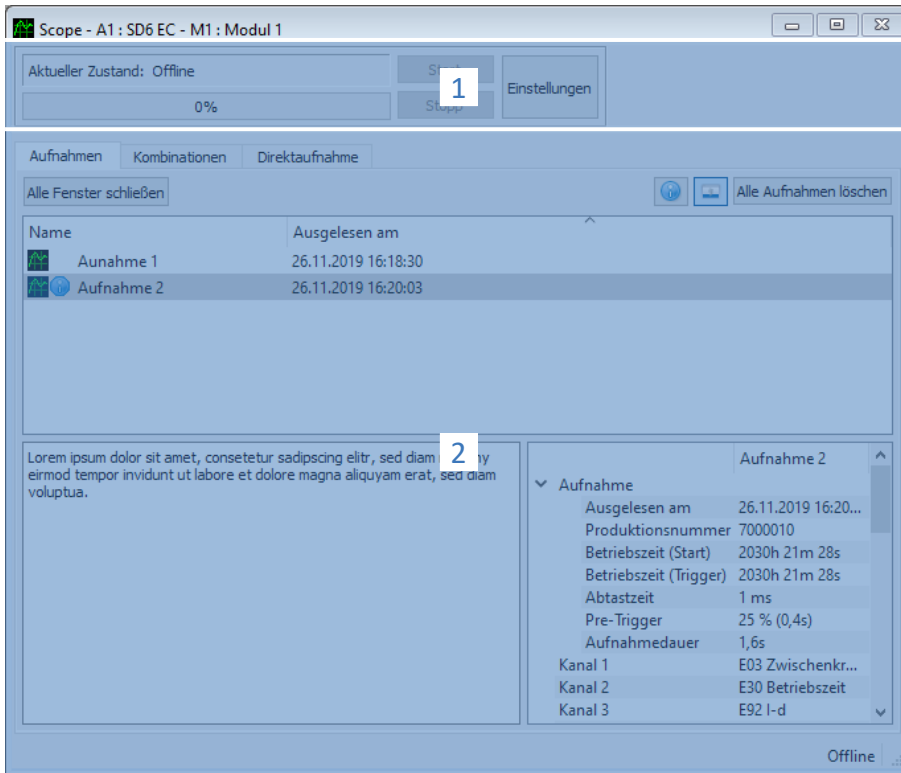 Scope - A1 : SD6 EC - M1 : Modul 1
Aktueller Zustand: Offline
1
Einstellungen
0%
Stopp
Aufnahmen Kombinationen Direktaufnahme
Alle Fenster schließen Alle Aufnahmen löschen
Name Ausgelesen am
Aunahme 1 26.11.2019 16:18:30
Aufnahme 2 26.11.2019 16:20:03
2
Lorem ipsum dolor sit amet, consetetur sadipscing elitr, sed diam
eirmod tempor invidunt ut labore et dolore magna aliquyam erat, sed diam
voluptua.
Aufnahme 2
Aufnahme
Ausgelesen am 26.11.2019 16:20...
Produktionsnummer 7000010
Betriebszeit (Start) 2030h 21m 28s
Betriebszeit (Trigger) 2030h 21m 28s
Abtastzeit 1 ms
Pre-Trigger 25 % (0,4s)
Aufnahmedauer 1,6s
Kanal 1 E03 Zwischenkr...
Kanal 2 E30 Betriebszeit
Kanal 3 E92 I-d
Offline